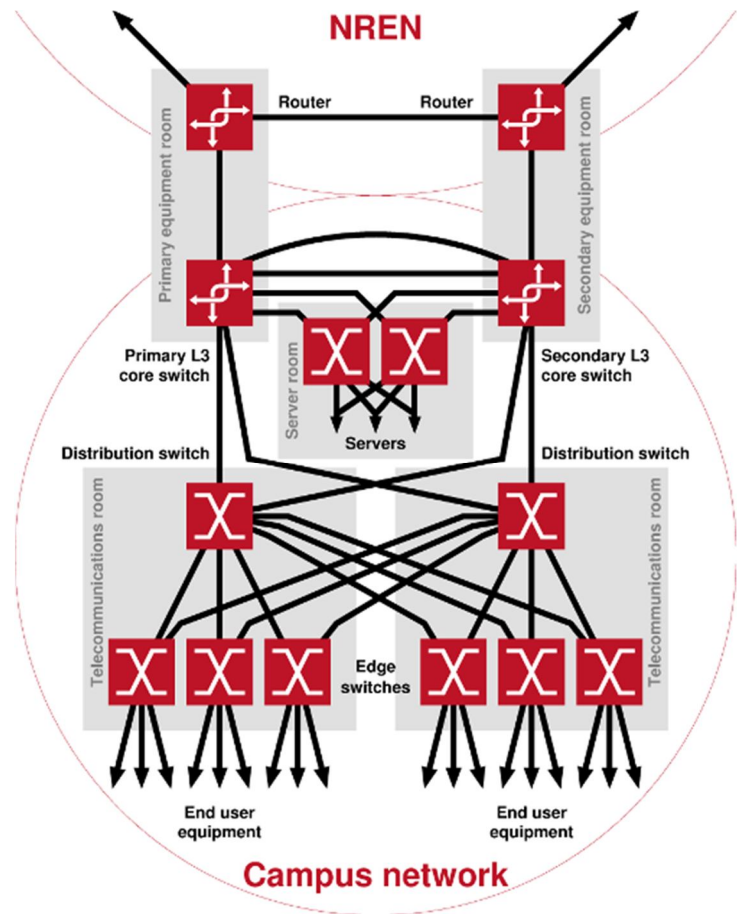 NREN
Router
Router
Primary equipment room
Secondary equipment room
Primary L3
core switch
Server room
Servers
Secondary L3
core switch
Distribution switch
Distribution switch
Telecommunications room
Telecommunications room
Edge
switches
End user
equipment
End user
equipment
Campus network